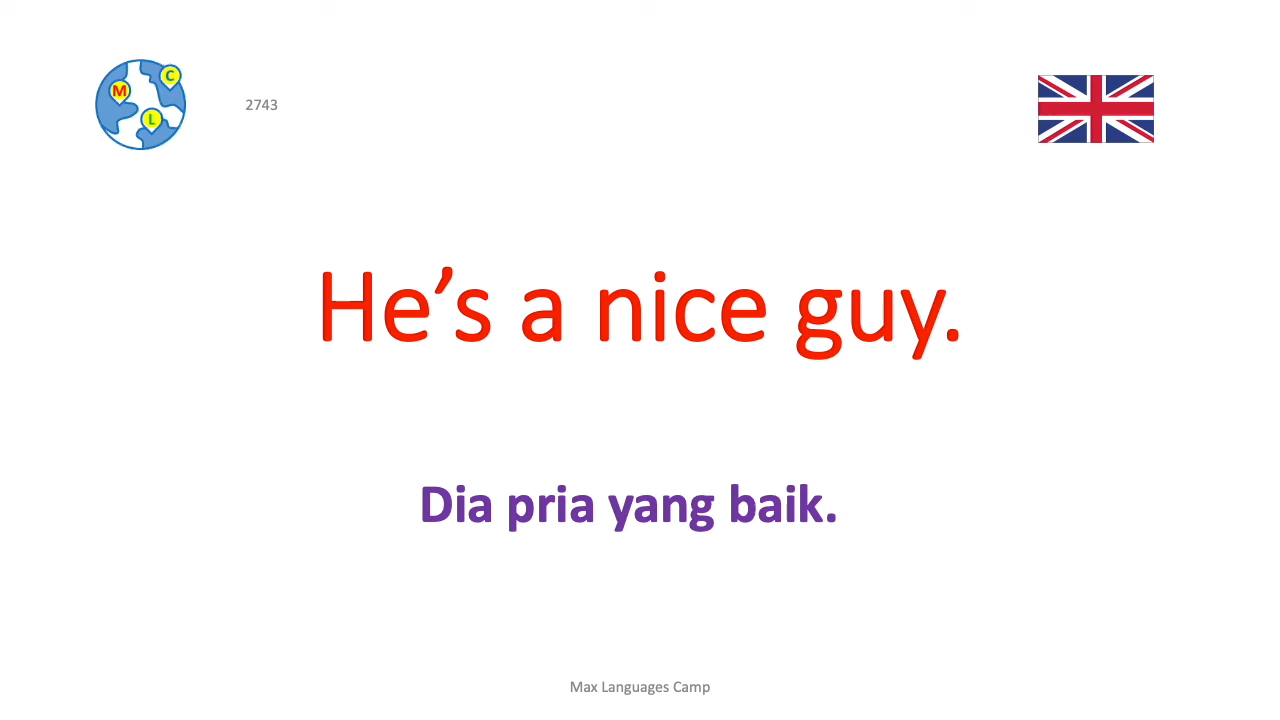 M
C
L
2743
He’s a nice guy.
Dia pria yang baik.
Max Languages Camp